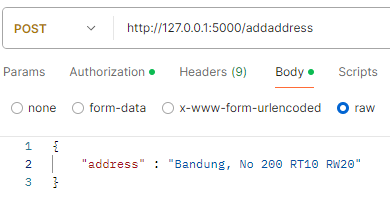 POST http://127.0.0.1:5000/addaddress
Params Authorization Headers (9) Body Scripts
none form-data x-www-form-urlencoded raw
1 {
2 "address" : "Bandung, No 200 RT10 RW20"
3 }